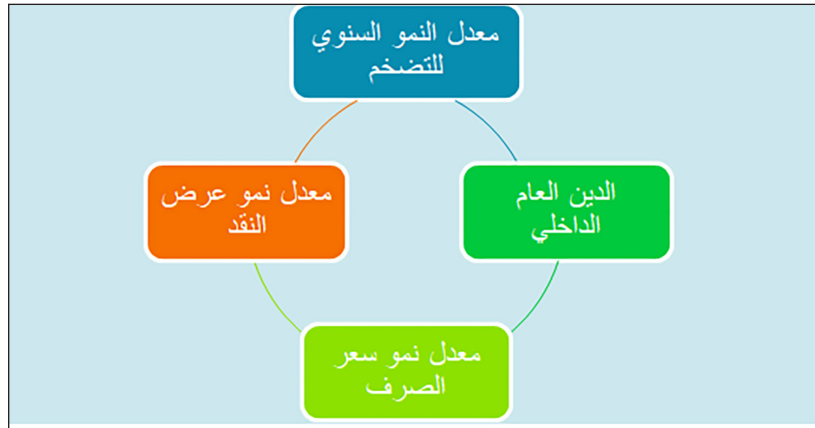 معدل النمو السنوي
للتضخم
الدين العام
الداخلي
معدل نمو عرض
النقد
معدل نمو سعر
الصرف